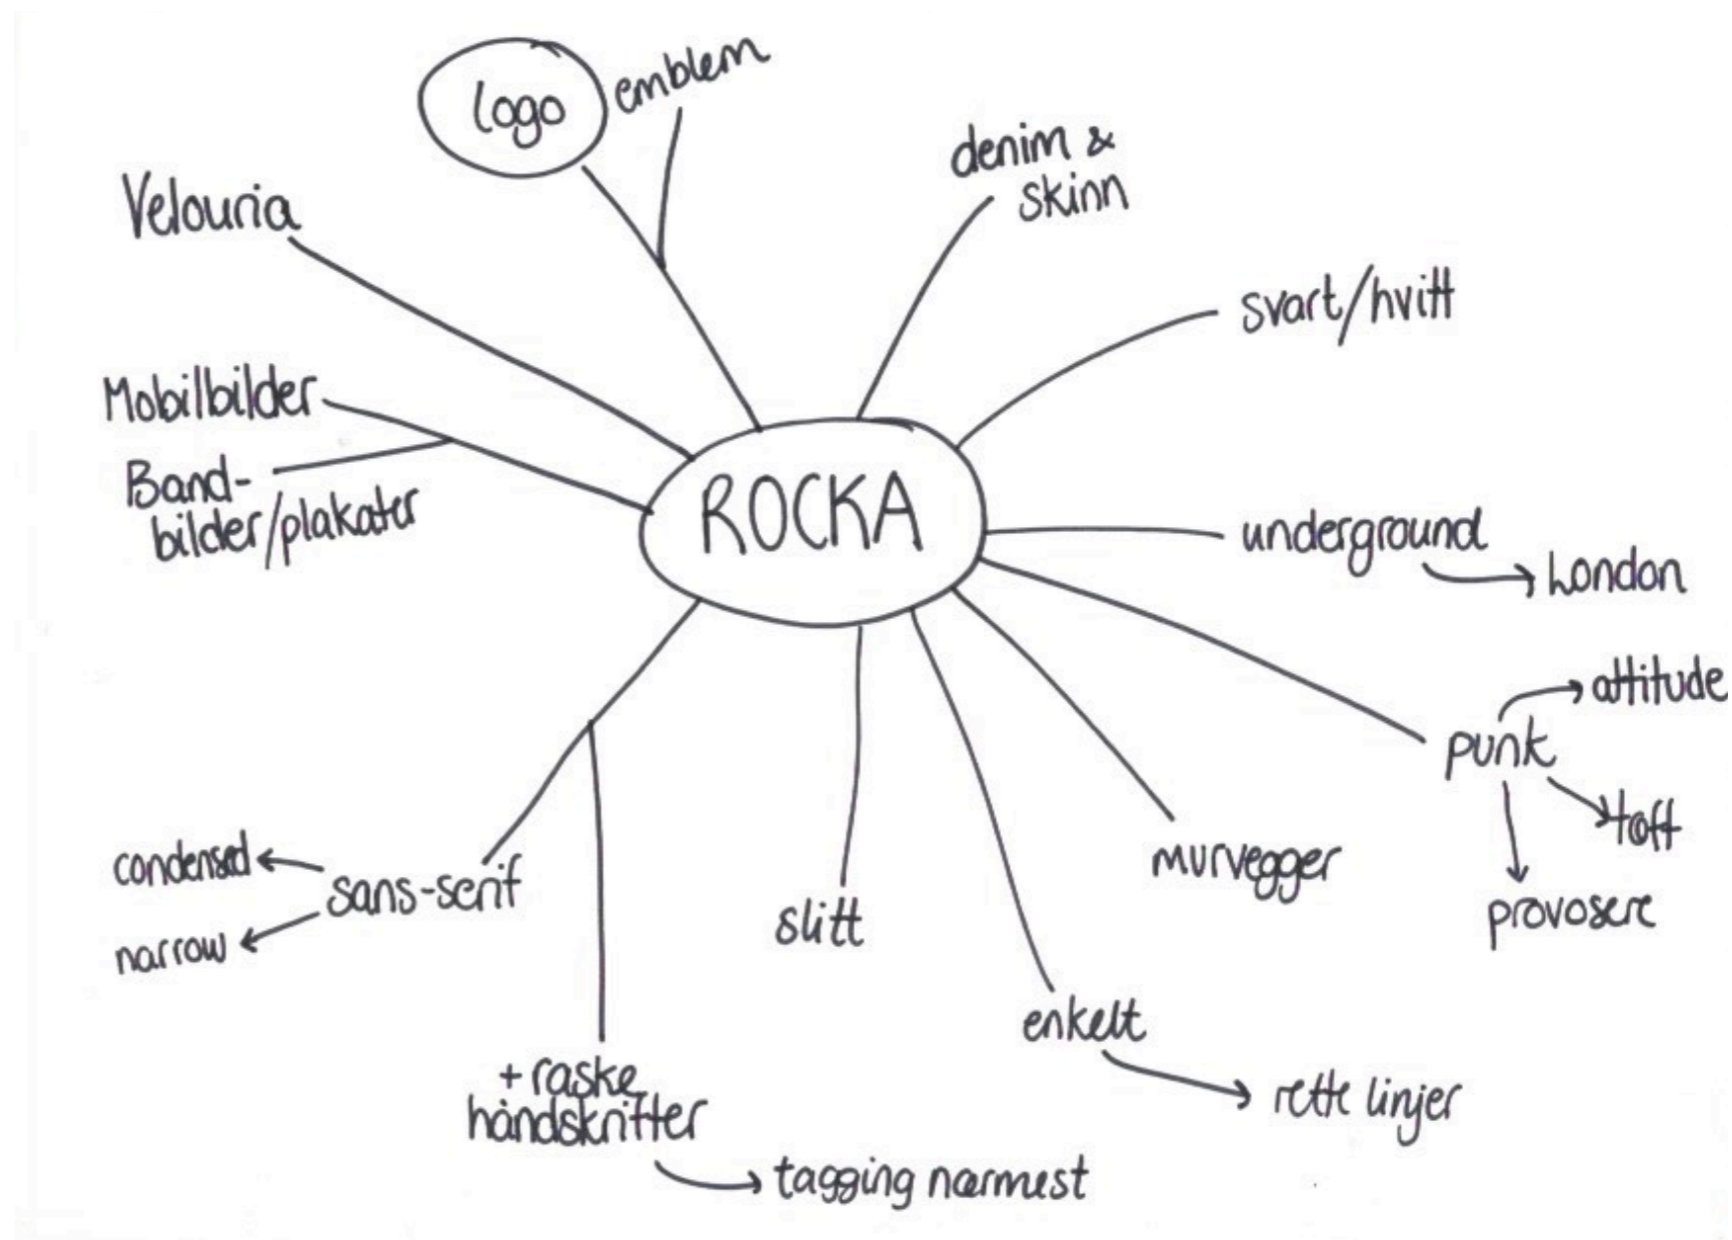 logo
emblem
denim &
skinn
Velouria
svart/hvitt
Mobilbilder
Band-
bilder/plakater
ROCKA
underground
London
attitude
punk
tøff
provosere
murvegger
condensed
sans-serif
narrow
slitt
enkelt
rette linjer
+ raske
håndskrifter
tagging nærmest